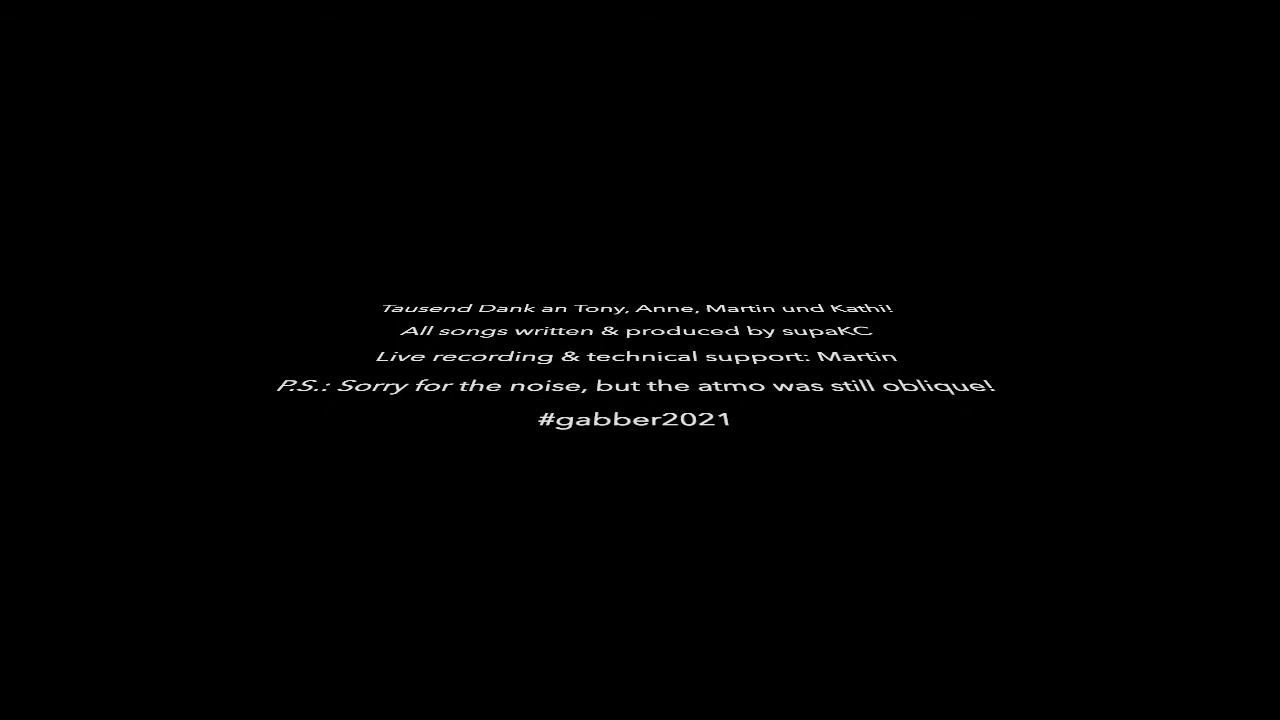 Tausend Dank an Tony, Anne, Martin und Kathi!
All songs written & produced by supaKC
Live recording & technical support: Martin
P.S.: Sorry for the noise, but the atmo was still oblique!
#gabber2021